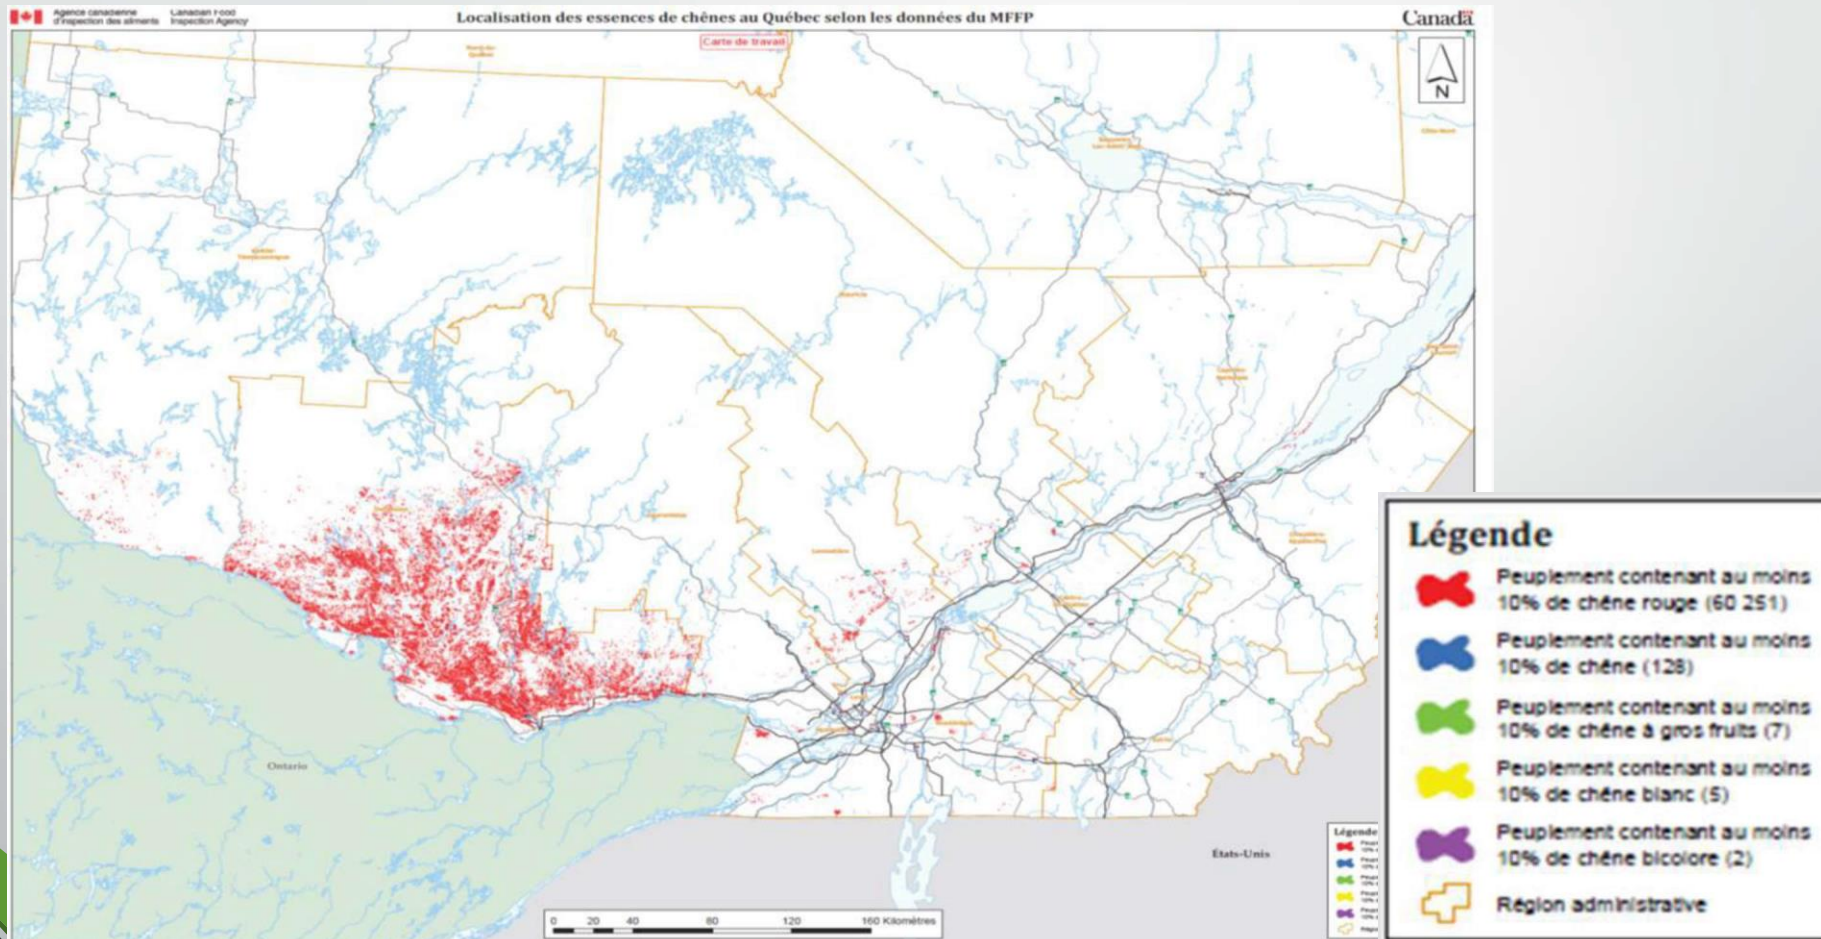 Agence canadienne
d'inspection des aliments
Canadian Food
Inspection Agency
Localisation des essences de chênes au Québec selon les données du MFFP
Canada
Carte de travail
N
Mauricie
Ontario
États-Unis
0 20 40 80 120 160 Kilomètres
Légende
Légende
Peuplement contenant au moins
10% de chêne rouge (60 251)
Peuplement contenant au moins
10% de chêne (128)
Peuplement contenant au moins
10% de chêne à gros fruits (7)
Peuplement contenant au moins
10% de chêne blanc (5)
Peuplement contenant au moins
10% de chêne bicolore (2)
Région administrative